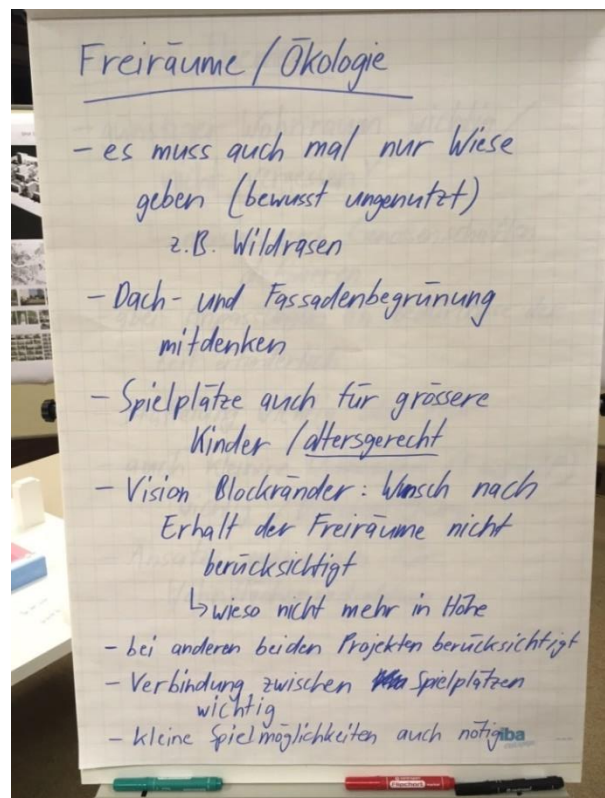 Freiräume / Ökologie
- es muss auch mal nur Wiese
geben (bewusst ungenutzt)
z.B. Wildrasen
- Dach- und Fassadenbegrünung
mitdenken
- Spielplätze auch für grössere
Kinder / altersgerecht
- Vision Blockränder: Wunsch nach
Erhalt der Freiräume nicht
berücksichtigt
↳ wieso nicht mehr in Höhe
- bei anderen beiden Projekten berücksichtigt
- Verbindung zwischen Spielplätzen
wichtig
- kleine Spielmöglichkeiten auch nötig
iba
Flipchart